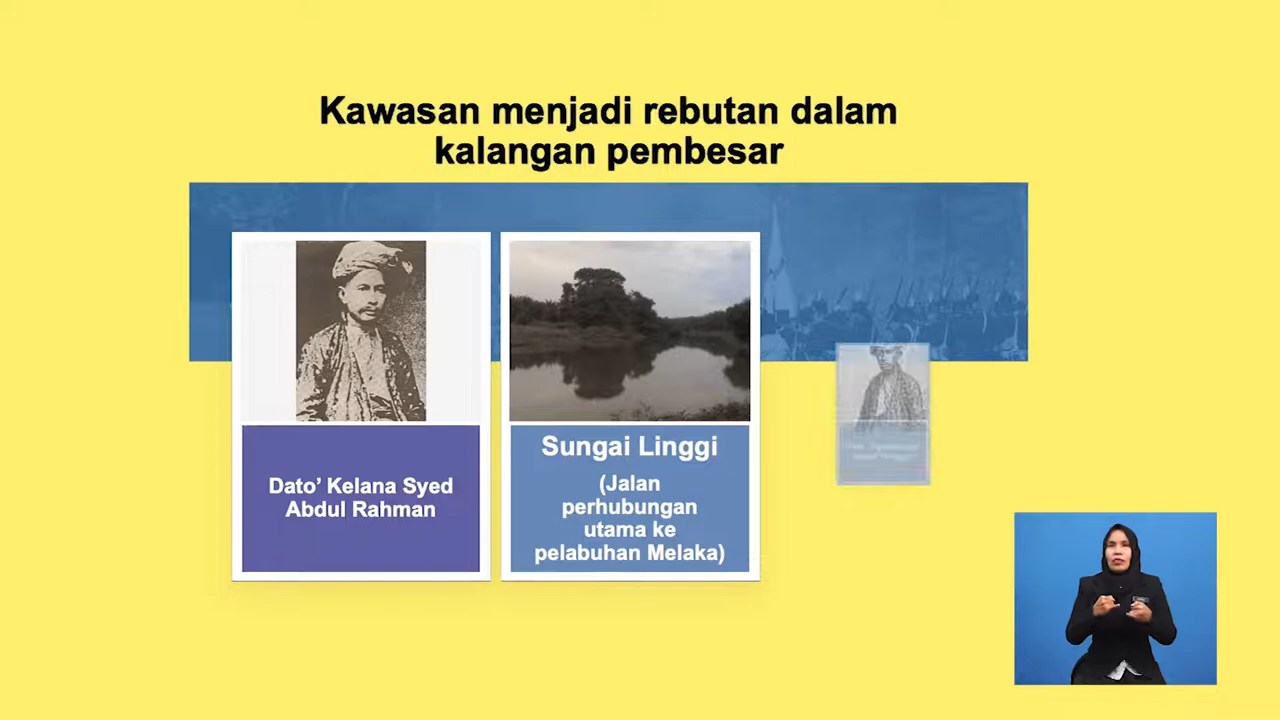 Kawasan menjadi rebutan dalam
kalangan pembesar
Dato’ Kelana Syed
Abdul Rahman
Sungai Linggi
(Jalan
perhubungan
utama ke
pelabuhan Melaka)